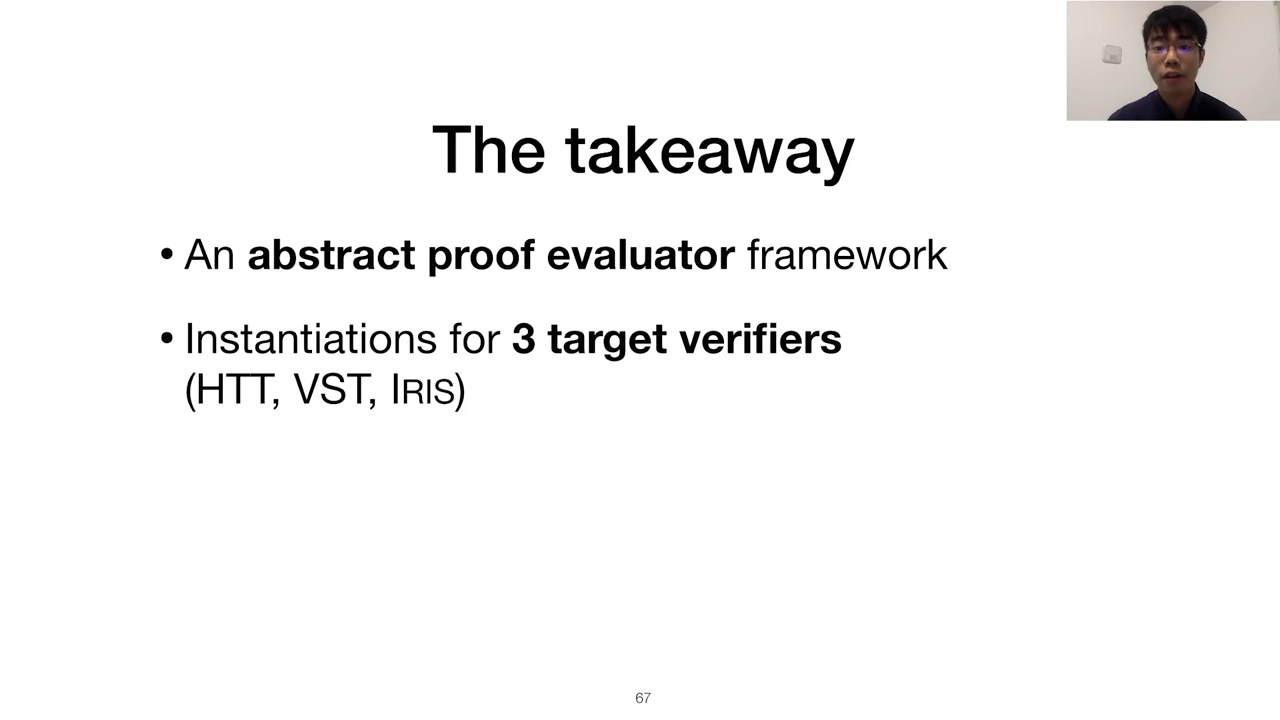 The takeaway
• An abstract proof evaluator framework
• Instantiations for 3 target verifiers
(HTT, VST, IRIS)
67